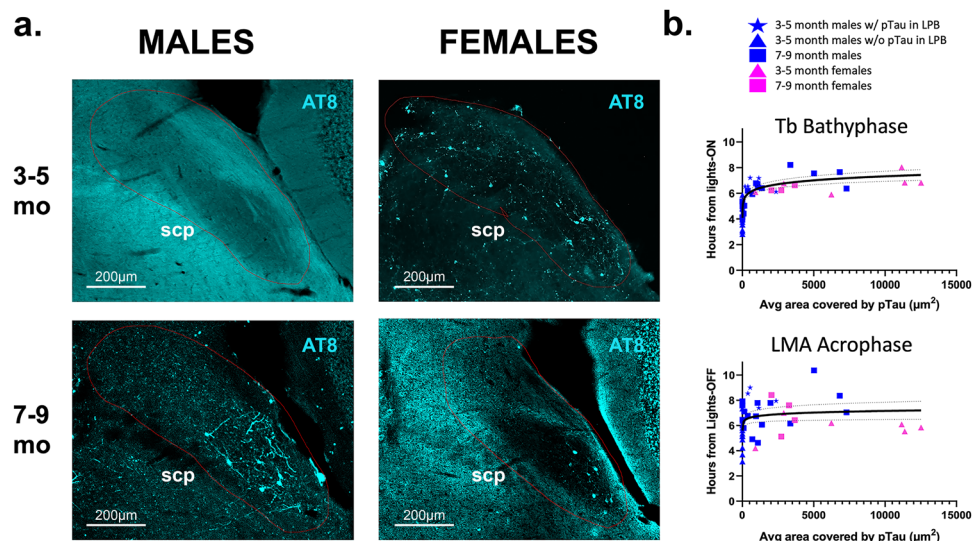 a.
MALES
FEMALES
3-5
mo
AT8
scp
200µm
AT8
scp
200µm
7-9
mo
AT8
scp
200µm
AT8
scp
200µm
b.
3-5 month males w/ pTau in LPB
3-5 month males w/o pTau in LPB
7-9 month males
3-5 month females
7-9 month females
Tb Bathyphase
Hours from lights-ON
10
8
6
4
2
0
0 5000 10000 15000
Avg area covered by pTau (µm²)
LMA Acrophase
Hours from Lights-OFF
10
8
6
4
2
0
0 5000 10000 15000
Avg area covered by pTau (µm²)